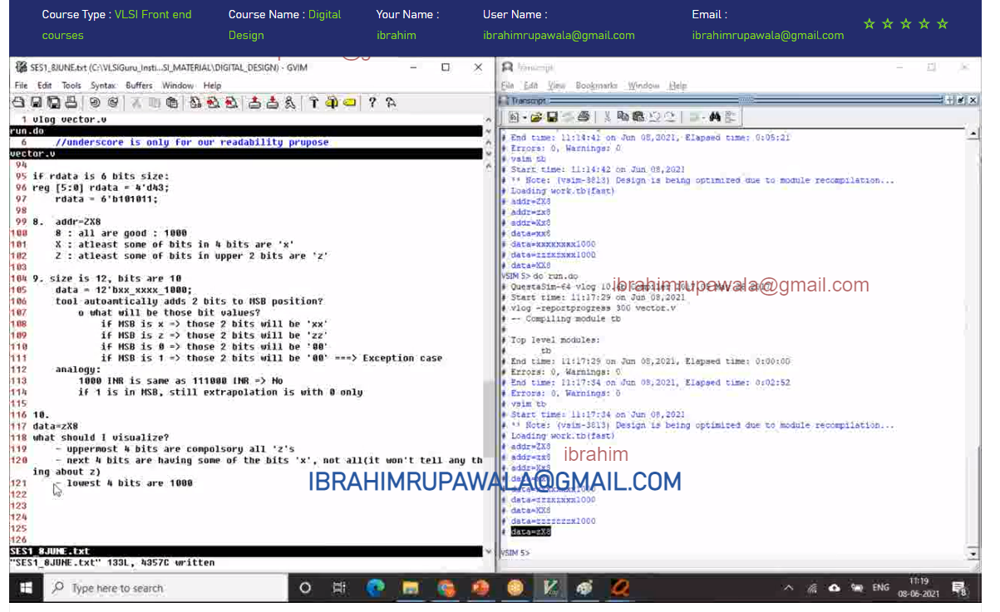 Course Type : VLSI Front end courses
Course Name : Digital Design
Your Name : ibrahim
User Name : ibrahimrupawala@gmail.com
Email : ibrahimrupawala@gmail.com
SES1_8JUNE.txt (C:\VLSIGuru_Insti...SI_MATERIAL\DIGITAL_DESIGN) - GVIM
File Edit Tools Syntax Buffers Window Help
1 vlog vector.v
run.do
6 //underscore is only for our readability prupose
vector.v
94
95 if rdata is 6 bits size:
96 reg [5:0] rdata = 4'd43;
97 rdata = 6'b101011;
98
99 8. addr=ZX8
100 8 : all are good : 1000
101 X : atleast some of bits in 4 bits are 'x'
102 Z : atleast some of bits in upper 2 bits are 'z'
103
104 9. size is 12, bits are 10
105 data = 12'bxx_xxxx_1000;
106 tool autoamtically adds 2 bits to MSB position?
107 o what will be those bit values?
108 if MSB is x => those 2 bits will be 'xx'
109 if MSB is z => those 2 bits will be 'zz'
110 if MSB is 0 => those 2 bits will be '00'
111 if MSB is 1 => those 2 bits will be '00' ===> Exception case
112 analogy:
113 1000 INR is same as 111000 INR => No
114 if 1 is in MSB, still extrapolation is with 0 only
115
116 10.
117 data=zX8
118 what should I visualize?
119 - uppermost 4 bits are compolsory all 'z's
120 - next 4 bits are having some of the bits 'x', not all(it won't tell any th
ing about z)
121 - lowest 4 bits are 1000
122
123
124
125
126
SES1_8JUNE.txt
"SES1_8JUNE.txt" 133L, 4357C written
Transcript
File Edit View Bookmarks Window Help
Transcript
# End time: 11:14:41 on Jun 08,2021, Elapsed time: 0:05:21
# Errors: 0, Warnings: 0
# vsim tb
# Start time: 11:14:42 on Jun 08,2021
# ** Note: (vsim-3813) Design is being optimized due to module recompilation...
# Loading work.tb(fast)
# addr=ZX8
# addr=zx8
# addr=Xx8
# data=xx8
# data=xxxxxxxx1000
# data=zzzxzxxx1000
# data=XX8
VSIM 5> do run.do
# QuestaSim-64 vlog
# Start time: 11:17:29 on Jun 08,2021
# vlog -reportprogress 300 vector.v
# -- Compiling module tb
#
# Top level modules:
# tb
# End time: 11:17:29 on Jun 08,2021, Elapsed time: 0:00:00
# Errors: 0, Warnings: 0
# End time: 11:17:34 on Jun 08,2021, Elapsed time: 0:02:52
# Errors: 0, Warnings: 0
# vsim tb
# Start time: 11:17:34 on Jun 08,2021
# ** Note: (vsim-3813) Design is being optimized due to module recompilation...
# Loading work.tb(fast)
# addr=ZX8
# addr=zx8
# addr=Xx8
# data=zzzxzxxx1000
# data=XX8
# data=zzzzzzzx1000
# data=zX8
VSIM 5>
ibrahimrupawala@gmail.com
ibrahim
IBRAHIMRUPAWALA@GMAIL.COM
Type here to search
ENG
11:19
08-06-2021
8